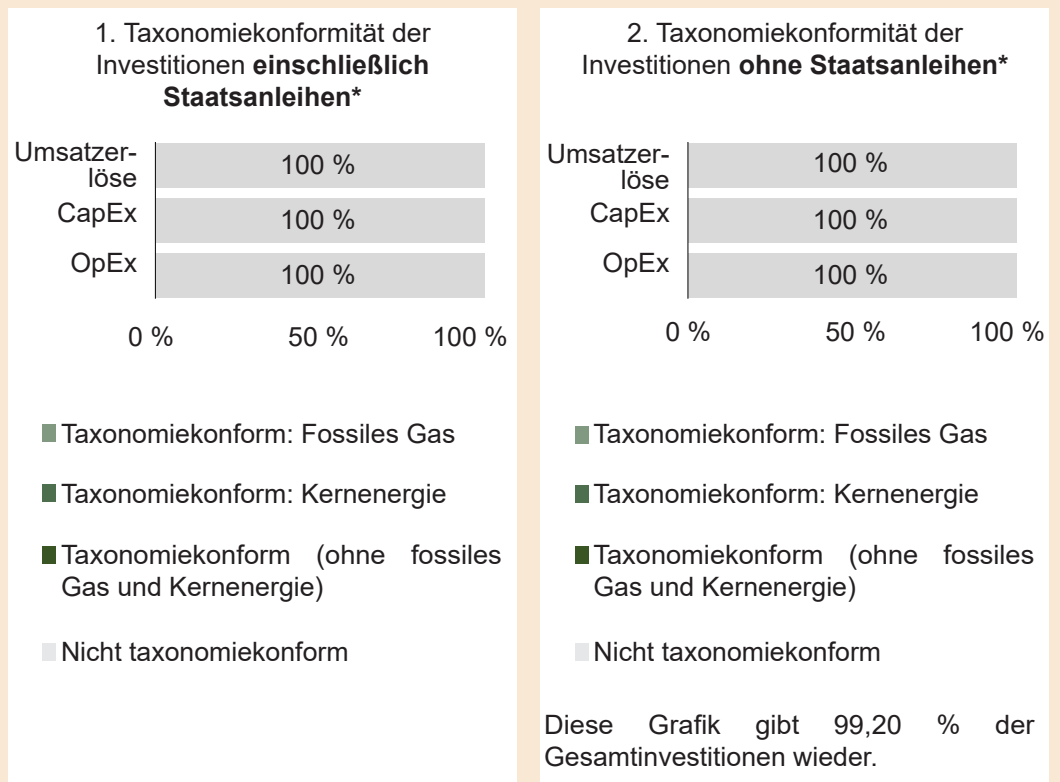 1. Taxonomiekonformität der
Investitionen einschließlich
Staatsanleihen*
Umsatzer-
löse
100 %
CapEx
100 %
OpEx
100 %
0 %
50 %
100 %
Taxonomiekonform: Fossiles Gas
Taxonomiekonform: Kernenergie
Taxonomiekonform (ohne fossiles
Gas und Kernenergie)
Nicht taxonomiekonform
2. Taxonomiekonformität der
Investitionen ohne Staatsanleihen*
Umsatzer-
löse
100 %
CapEx
100 %
OpEx
100 %
0 %
50 %
100 %
Taxonomiekonform: Fossiles Gas
Taxonomiekonform: Kernenergie
Taxonomiekonform (ohne fossiles
Gas und Kernenergie)
Nicht taxonomiekonform
Diese Grafik gibt 99,20 % der
Gesamtinvestitionen wieder.